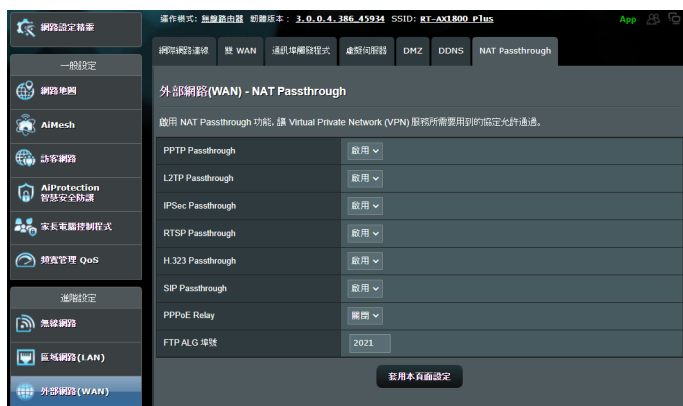 網路設定精靈
操作模式: 無線路由器 韌體版本: 3.0.0.4.386_45934 SSID: RT-AX1800_Plus App
網際網路連線 雙 WAN 通訊埠觸發程式 虛擬伺服器 DMZ DDNS NAT Passthrough
一般設定
網路地圖
AiMesh
訪客網路
AiProtection
智慧安全防護
家長電腦控制程式
頻寬管理 QoS
進階設定
無線網路
區域網路(LAN)
外部網路(WAN)
外部網路(WAN) - NAT Passthrough
啟用 NAT Passthrough 功能, 讓 Virtual Private Network (VPN) 服務所需要用到的協定允許通過。
PPTP Passthrough 啟用
L2TP Passthrough 啟用
IPSec Passthrough 啟用
RTSP Passthrough 啟用
H.323 Passthrough 啟用
SIP Passthrough 啟用
PPPoE Relay 關閉
FTP ALG 埠號 2021
套用本頁面設定